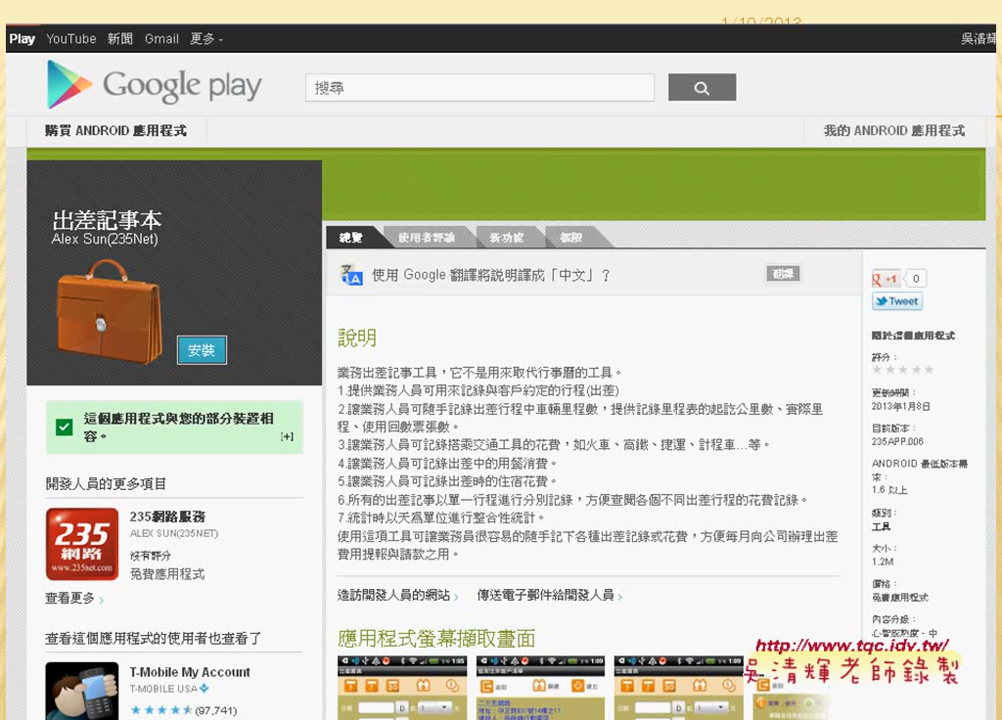 1/10/2013
Play YouTube 新聞 Gmail 更多
Google play 搜尋
購買 ANDROID 應用程式
我的 ANDROID 應用程式
出差記事本
Alex Sun(235Net)
安裝
這個應用程式與您的部分裝置相
容。
[+]
開發人員的更多項目
235 網路
www.235net.com
235網路服務
ALEX SUN(235NET)
沒有評分
免費應用程式
查看更多 ›
查看這個應用程式的使用者也查看了
T-Mobile My Account
T-MOBILE USA
(97,741)
總覽 使用者評論 新功能 權限
使用 Google 翻譯將說明譯成「中文」？ 翻譯
說明
業務出差記事工具，它不是用來取代行事曆的工具。
1.提供業務人員可用來記錄與客戶約定的行程(出差)
2.讓業務人員可隨手記錄出差行程中車輛里程數，提供記錄里程表的起訖公里數、實際里
程、使用回數票張數。
3.讓業務人員可記錄搭乘交通工具的花費，如火車、高鐵、捷運、計程車...等。
4.讓業務人員可記錄出差中的用餐消費。
5.讓業務人員可記錄出差時的住宿花費。
6.所有的出差記事以單一行程進行分別記錄，方便查閱各個不同出差行程的花費記錄。
7.統計時以天為單位進行整合性統計。
使用這項工具可讓業務員很容易的隨手記下各種出差記錄或花費，方便每月向公司辦理出差
費用提報與請款之用。
造訪開發人員的網站 › 傳送電子郵件給開發人員 ›
應用程式螢幕擷取畫面
+1 0
Tweet
關於這個應用程式
評分：
更新時間：
2013年1月8日
目前版本：
235APP.006
ANDROID 最低版本需
求：
1.6 以上
類別：
工具
大小：
1.2M
價格：
免費應用程式
內容分級：
心智成熟度 - 中
http://www.tqc.idv.tw/
吳清輝老師錄製